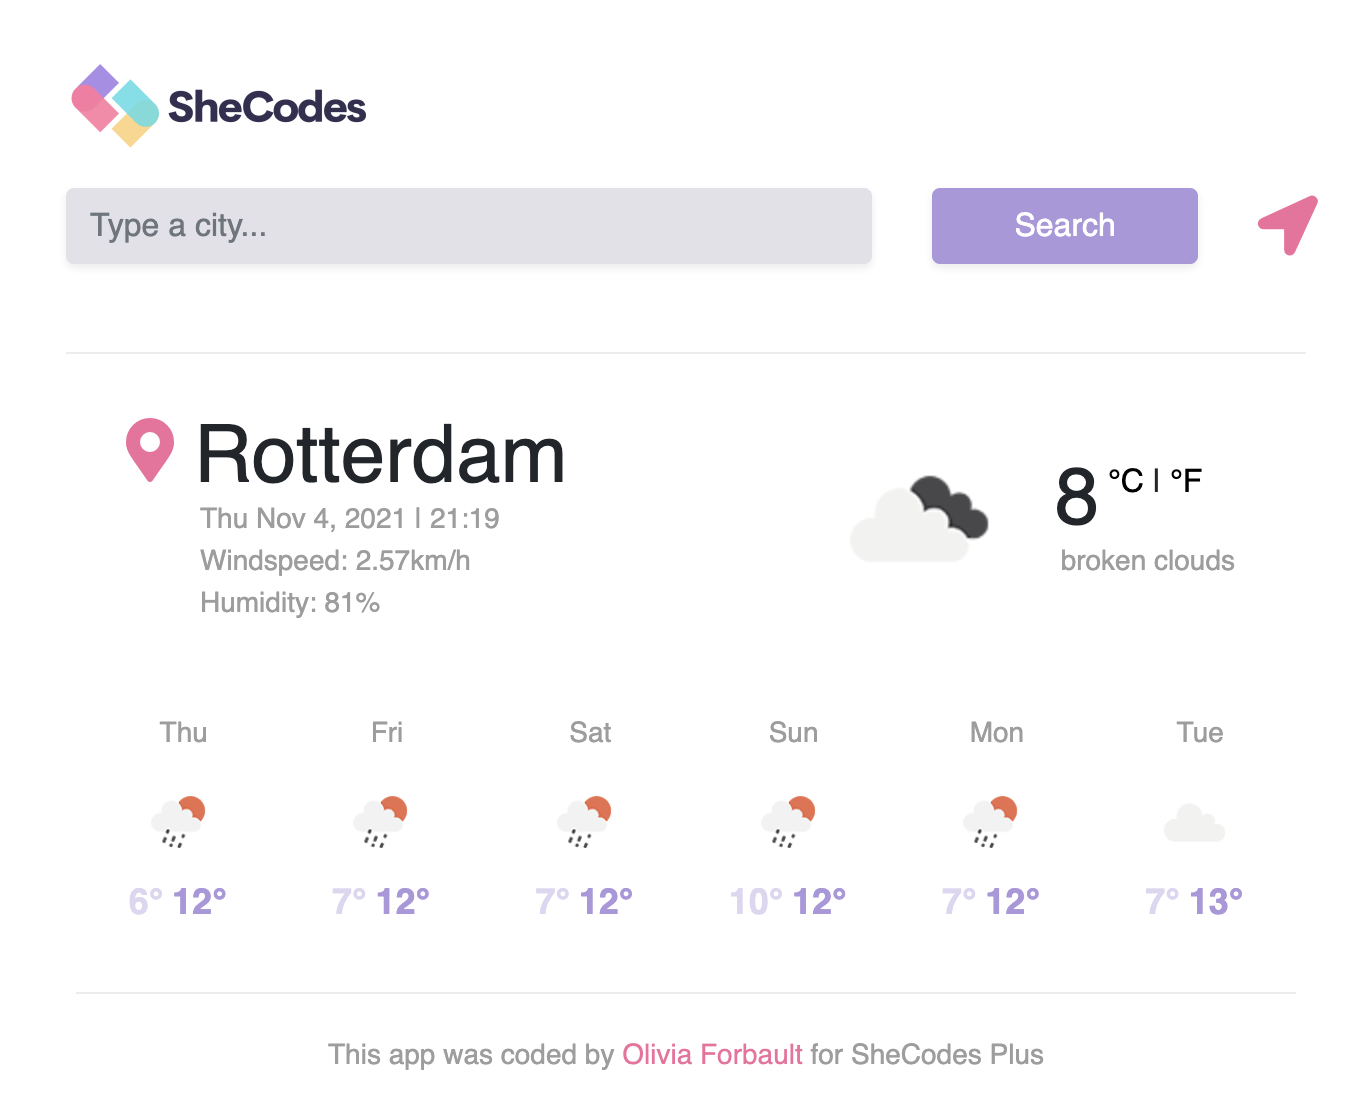 SheCodes
Type a city...
Search
Rotterdam
Thu Nov 4, 2021 | 21:19
Windspeed: 2.57km/h
Humidity: 81%
8 °C | °F
broken clouds
Thu Fri Sat Sun Mon Tue
6° 12° 7° 12° 7° 12° 10° 12° 7° 12° 7° 13°
This app was coded by Olivia Forbault for SheCodes Plus